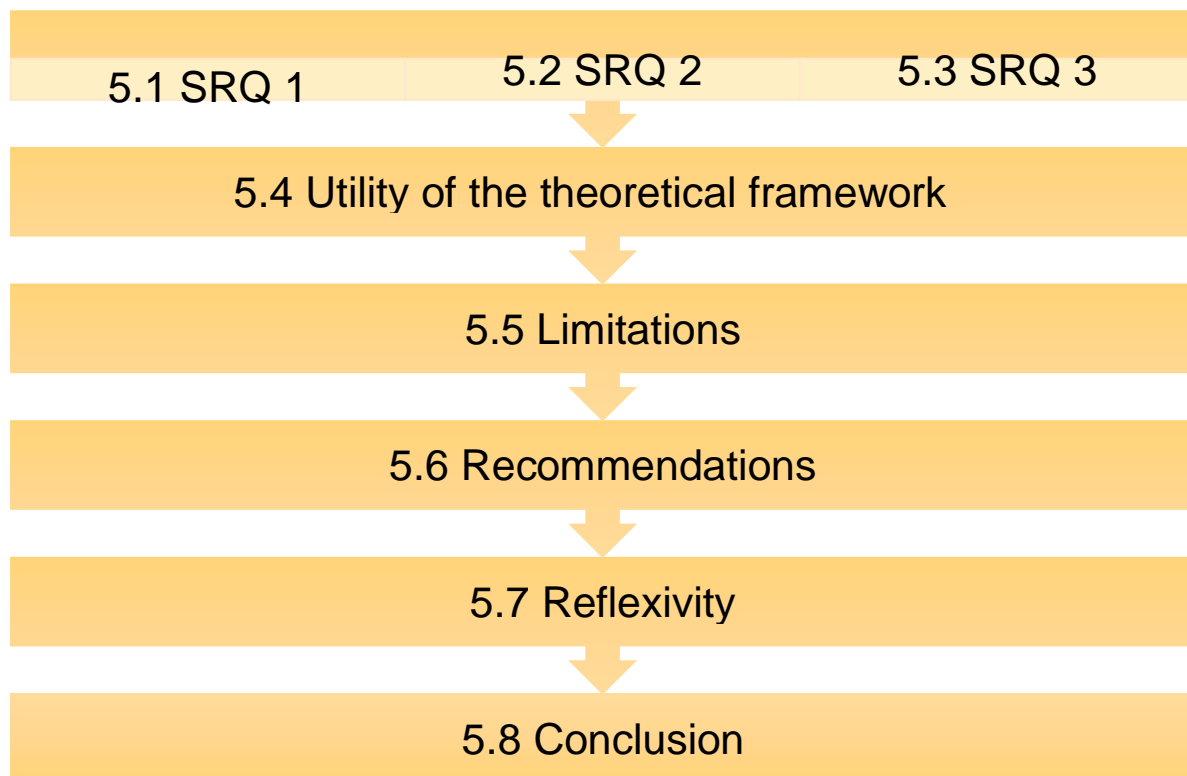 5.1 SRQ 1 5.2 SRQ 2 5.3 SRQ 3
5.4 Utility of the theoretical framework
5.5 Limitations
5.6 Recommendations
5.7 Reflexivity
5.8 Conclusion